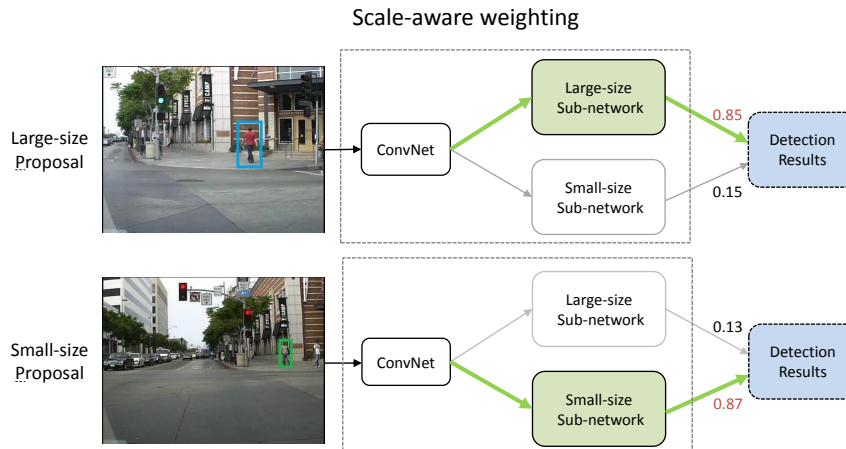 Scale-aware weighting
Large-size
Proposal
ConvNet
Large-size
Sub-network
Small-size
Sub-network
0.85
0.15
Detection
Results
Small-size
Proposal
ConvNet
Large-size
Sub-network
Small-size
Sub-network
0.13
0.87
Detection
Results